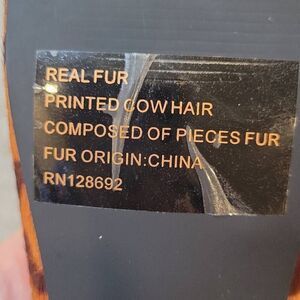 REAL FUR
PRINTED COW HAIR
COMPOSED OF PIECES FUR
FUR ORIGIN:CHINA
RN128692